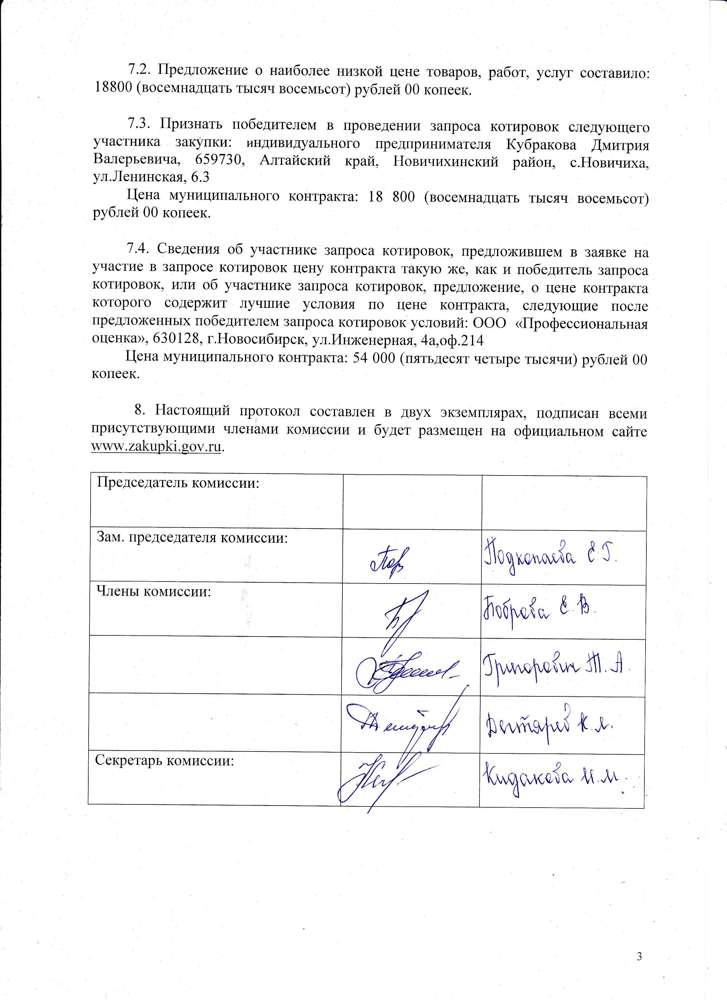 7.2. Предложение о наиболее низкой цене товаров, работ, услуг составило:
18800 (восемнадцать тысяч восемьсот) рублей 00 копеек.
7.3. Признать победителем в проведении запроса котировок следующего
участника закупки: индивидуального предпринимателя Кубракова Дмитрия
Валерьевича, 659730, Алтайский край, Новичихинский район, с.Новичиха,
ул.Ленинская, 6.3
Цена муниципального контракта: 18 800 (восемнадцать тысяч восемьсот)
рублей 00 копеек.
7.4. Сведения об участнике запроса котировок, предложившем в заявке на
участие в запросе котировок цену контракта такую же, как и победитель запроса
котировок, или об участнике запроса котировок, предложение, о цене контракта
которого содержит лучшие условия по цене контракта, следующие после
предложенных победителем запроса котировок условий: ООО «Профессиональная
оценка», 630128, г.Новосибирск, ул.Инженерная, 4а,оф.214
Цена муниципального контракта: 54 000 (пятьдесят четыре тысячи) рублей 00
копеек.
8. Настоящий протокол составлен в двух экземплярах, подписан всеми
присутствующими членами комиссии и будет размещен на официальном сайте
www.zakupki.gov.ru.
Председатель комиссии:
Зам. председателя комиссии: Подкопаева Е.Г.
Члены комиссии: Боброва Е.В.
Григорович Т.А.
Дегтярев К.Я.
Секретарь комиссии: Кидакова И.М.
3